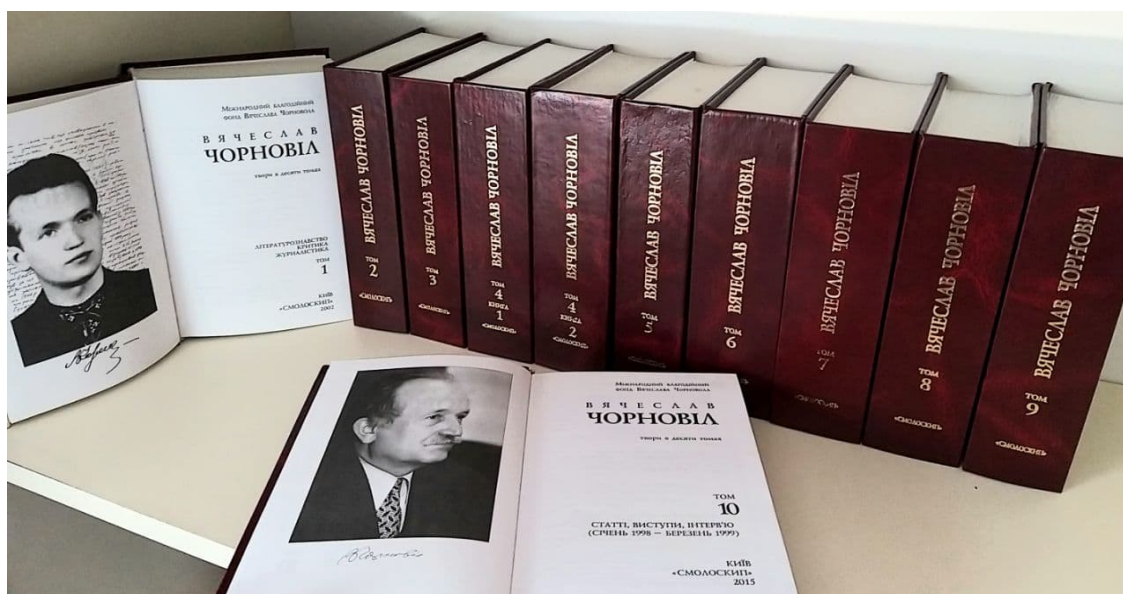 Міжнародний благодійний
фонд Вячеслава Чорновола
ВЯЧЕСЛАВ
ЧОРНОВІЛ
твори в десяти томах
ЛІТЕРАТУРОЗНАВСТВО
КРИТИКА
ЖУРНАЛІСТИКА
ТОМ
1
КИЇВ
«СМОЛОСКИП»
2002
ВЯЧЕСЛАВ ЧОРНОВІЛ
ТОМ
2
«СМОЛОСКИП»
ВЯЧЕСЛАВ ЧОРНОВІЛ
ТОМ
3
«СМОЛОСКИП»
ВЯЧЕСЛАВ ЧОРНОВІЛ
ТОМ
4
КНИГА
1
«СМОЛОСКИП»
ВЯЧЕСЛАВ ЧОРНОВІЛ
ТОМ
4
КНИГА
2
«СМОЛОСКИП»
ВЯЧЕСЛАВ ЧОРНОВІЛ
ТОМ
5
«СМОЛОСКИП»
ВЯЧЕСЛАВ ЧОРНОВІЛ
ТОМ
6
«СМОЛОСКИП»
ВЯЧЕСЛАВ ЧОРНОВІЛ
ТОМ
7
«СМОЛОСКИП»
ВЯЧЕСЛАВ ЧОРНОВІЛ
ТОМ
8
«СМОЛОСКИП»
ВЯЧЕСЛАВ ЧОРНОВІЛ
ТОМ
9
«СМОЛОСКИП»
Міжнародний благодійний
фонд Вячеслава Чорновола
ВЯЧЕСЛАВ
ЧОРНОВІЛ
твори в десяти томах
ТОМ
10
СТАТТІ, ВИСТУПИ, ІНТЕРВ'Ю
(СІЧЕНЬ 1998 — БЕРЕЗЕНЬ 1999)
КИЇВ
«СМОЛОСКИП»
2015